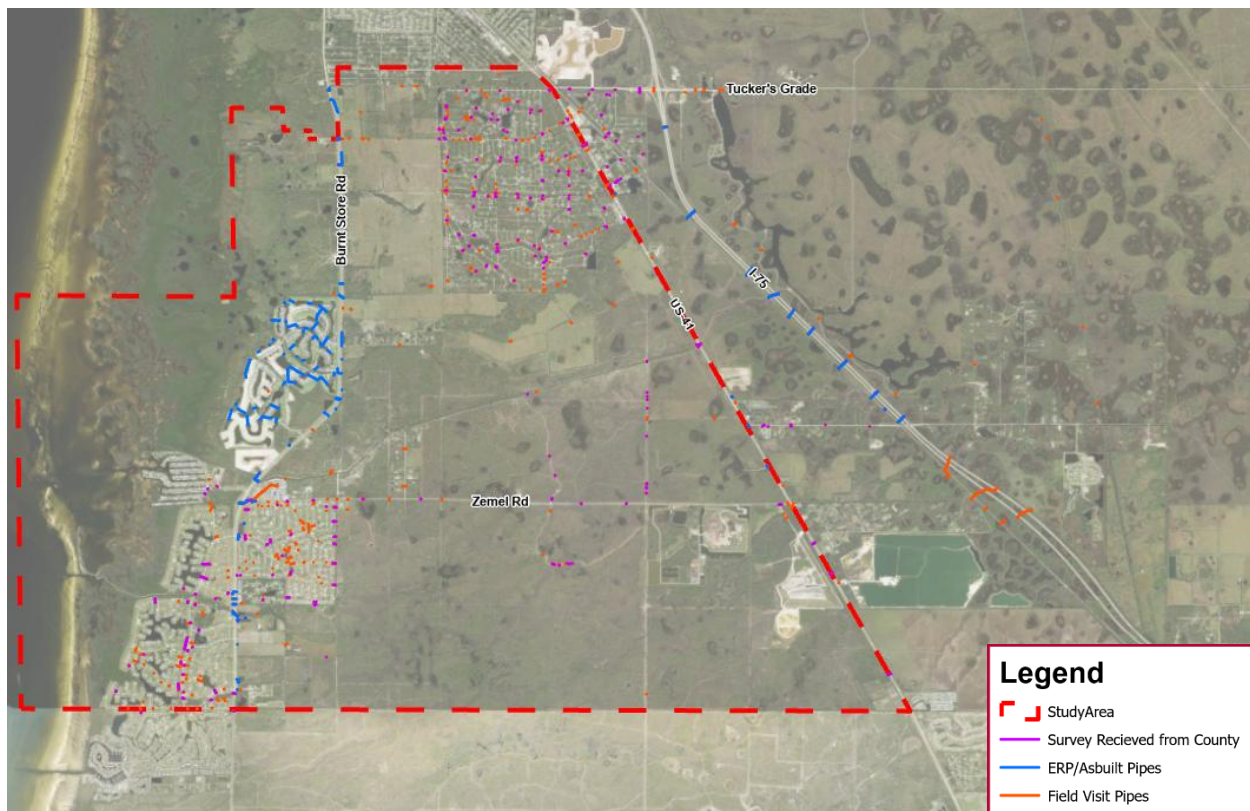 Tucker's Grade
Burnt Store Rd
I-75
US-41
Zemel Rd
Legend
StudyArea
Survey Recieved from County
ERP/Asbuilt Pipes
Field Visit Pipes